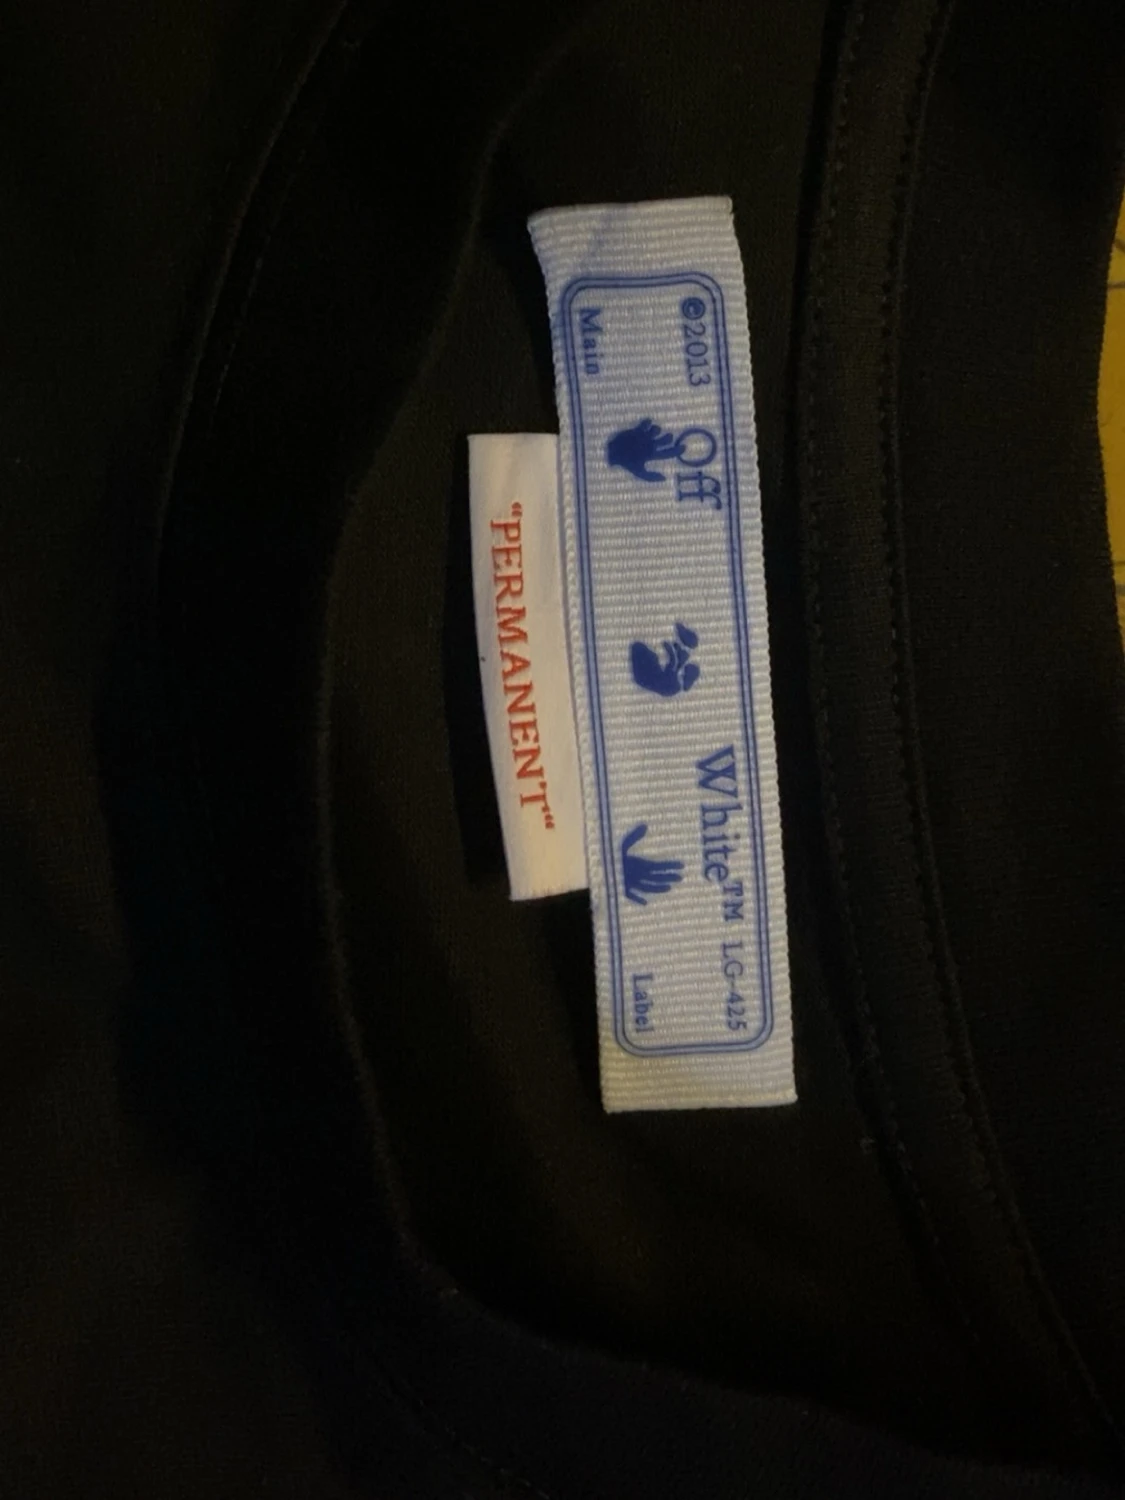 ©2013 Off White™ LG-425
Main Label
“PERMANENT“